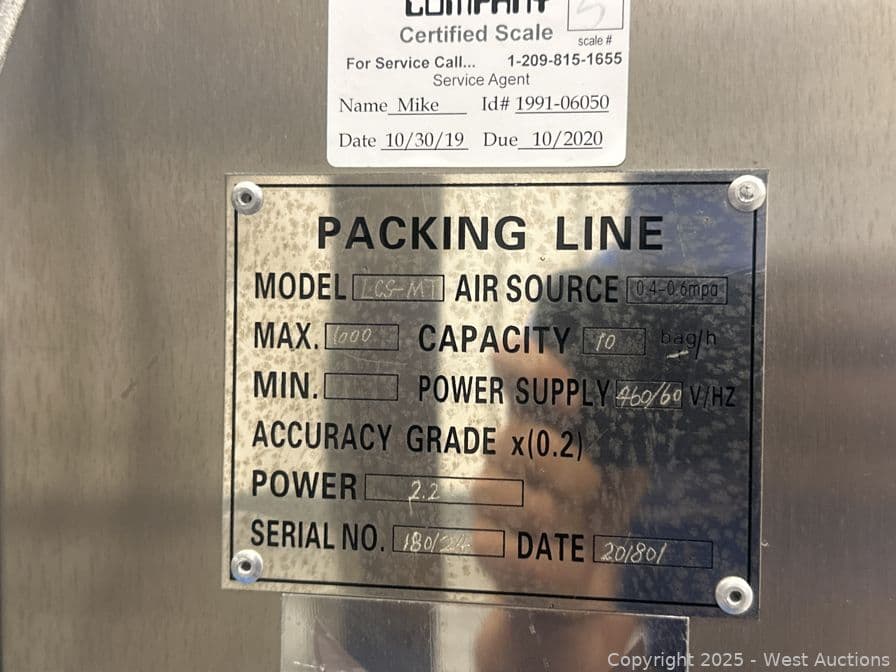 COMPANY
Certified Scale
5
scale #
For Service Call... 1-209-815-1655
Service Agent
Name Mike Id# 1991-06050
Date 10/30/19 Due 10/2020
PACKING LINE
MODEL LCS-MT AIR SOURCE 0.4-0.6mpa
MAX. 1000 CAPACITY 10 bag/h
MIN. POWER SUPPLY 460/60 V/HZ
ACCURACY GRADE x(0.2)
POWER 2.2
SERIAL NO. 180124 DATE 201801
Copyright © 2025 - West Auctions